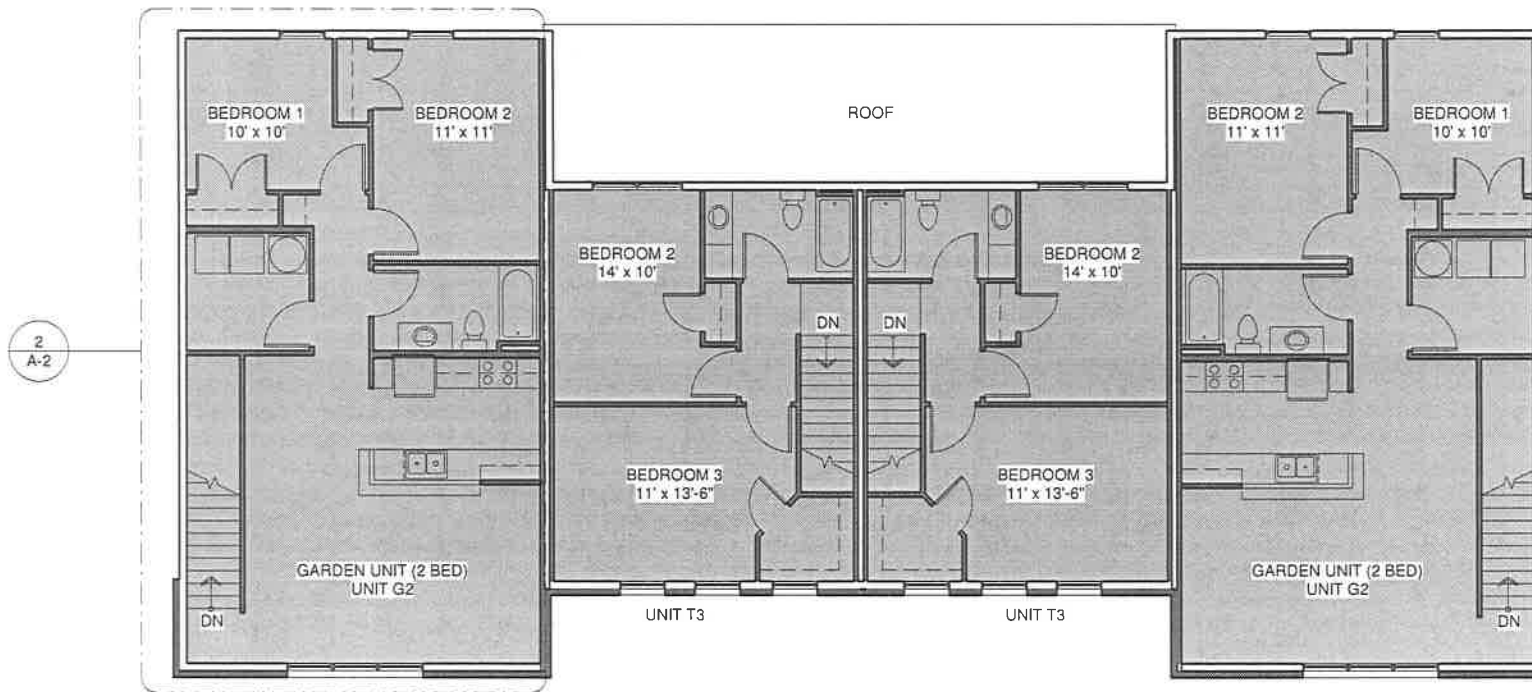 BEDROOM 1
10' x 10'
BEDROOM 2
11' x 11'
ROOF
BEDROOM 2
11' x 11'
BEDROOM 1
10' x 10'
BEDROOM 2
14' x 10'
BEDROOM 2
14' x 10'
2
A-2
DN
DN
BEDROOM 3
11' x 13'-6"
BEDROOM 3
11' x 13'-6"
GARDEN UNIT (2 BED)
UNIT G2
GARDEN UNIT (2 BED)
UNIT G2
DN
UNIT T3
UNIT T3
DN